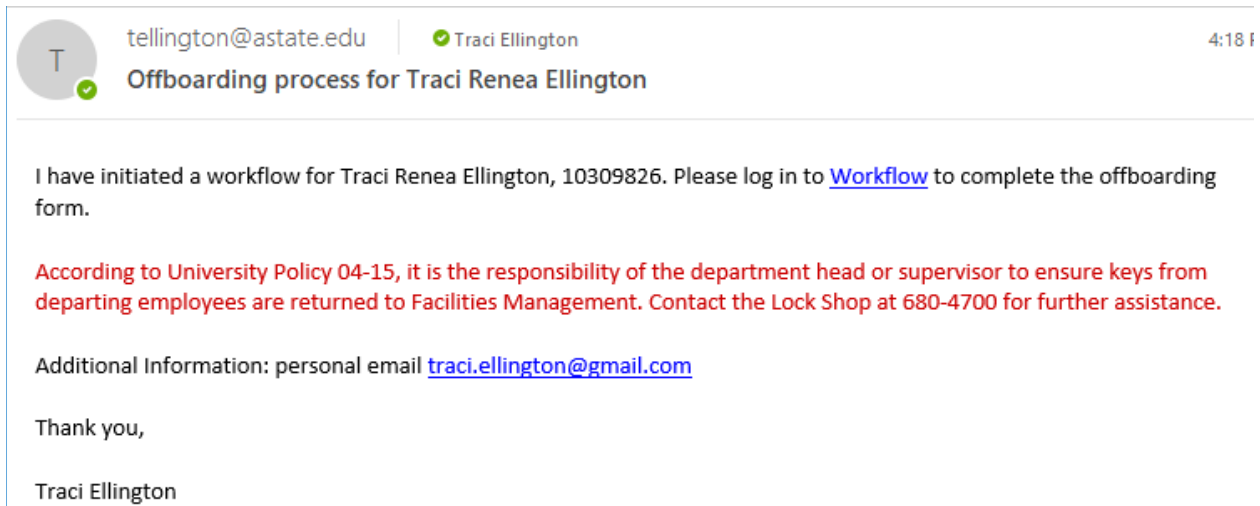 T
tellington@astate.edu Traci Ellington 4:18
Offboarding process for Traci Renea Ellington
I have initiated a workflow for Traci Renea Ellington, 10309826. Please log in to Workflow to complete the offboarding
form.
According to University Policy 04-15, it is the responsibility of the department head or supervisor to ensure keys from
departing employees are returned to Facilities Management. Contact the Lock Shop at 680-4700 for further assistance.
Additional Information: personal email traci.ellington@gmail.com
Thank you,
Traci Ellington